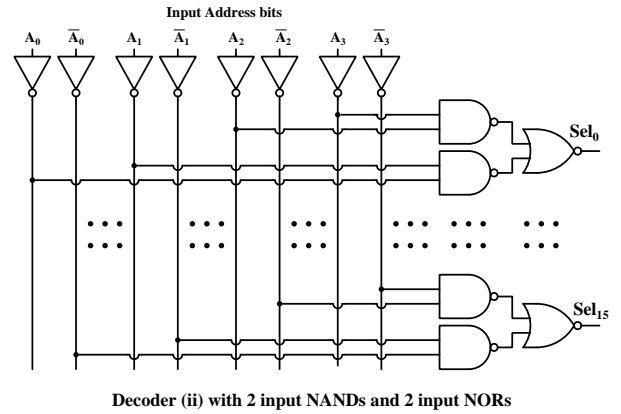 Input Address bits
A₀ A̅₀ A₁ A̅₁ A₂ A̅₂ A₃ A̅₃
Sel₀
Sel₁₅
Decoder (ii) with 2 input NANDs and 2 input NORs